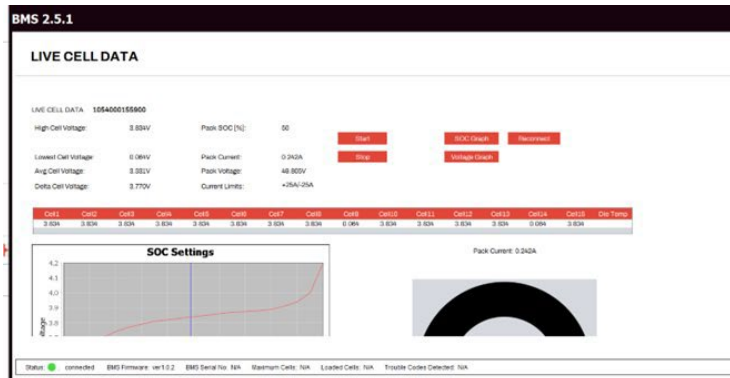 BMS 2.5.1
LIVE CELL DATA
LIVE CELL DATA 1054000155900
High Cell Voltage: 3.834V Pack SOC [%]: 50
Start SOC Graph Reconnect
Lowest Cell Voltage: 0.064V Pack Current: 0.242A Stop Voltage Graph
Avg Cell Voltage: 3.331V Pack Voltage:
Delta Cell Voltage: 3.770V Current Limits: +25A/-25A
Cell1 Cell2 Cell3 Cell4 Cell5 Cell6 Cell7 Cell8 Cell9 Cell10 Cell11 Cell12 Cell13 Cell14 Cell15 Die Temp
3.834 3.834 3.834 3.834 3.834 3.834 3.834 3.834 0.064 3.834 3.834 3.834 3.834 0.064 3.834
SOC Settings
Pack Current: 0.242A
4.2
4.1
4.0
3.9
3.8
Voltage
Status: connected BMS Firmware: ver1.0.2 BMS Serial No: N/A Maximum Cells: N/A Loaded Cells: N/A Trouble Codes Detected: N/A